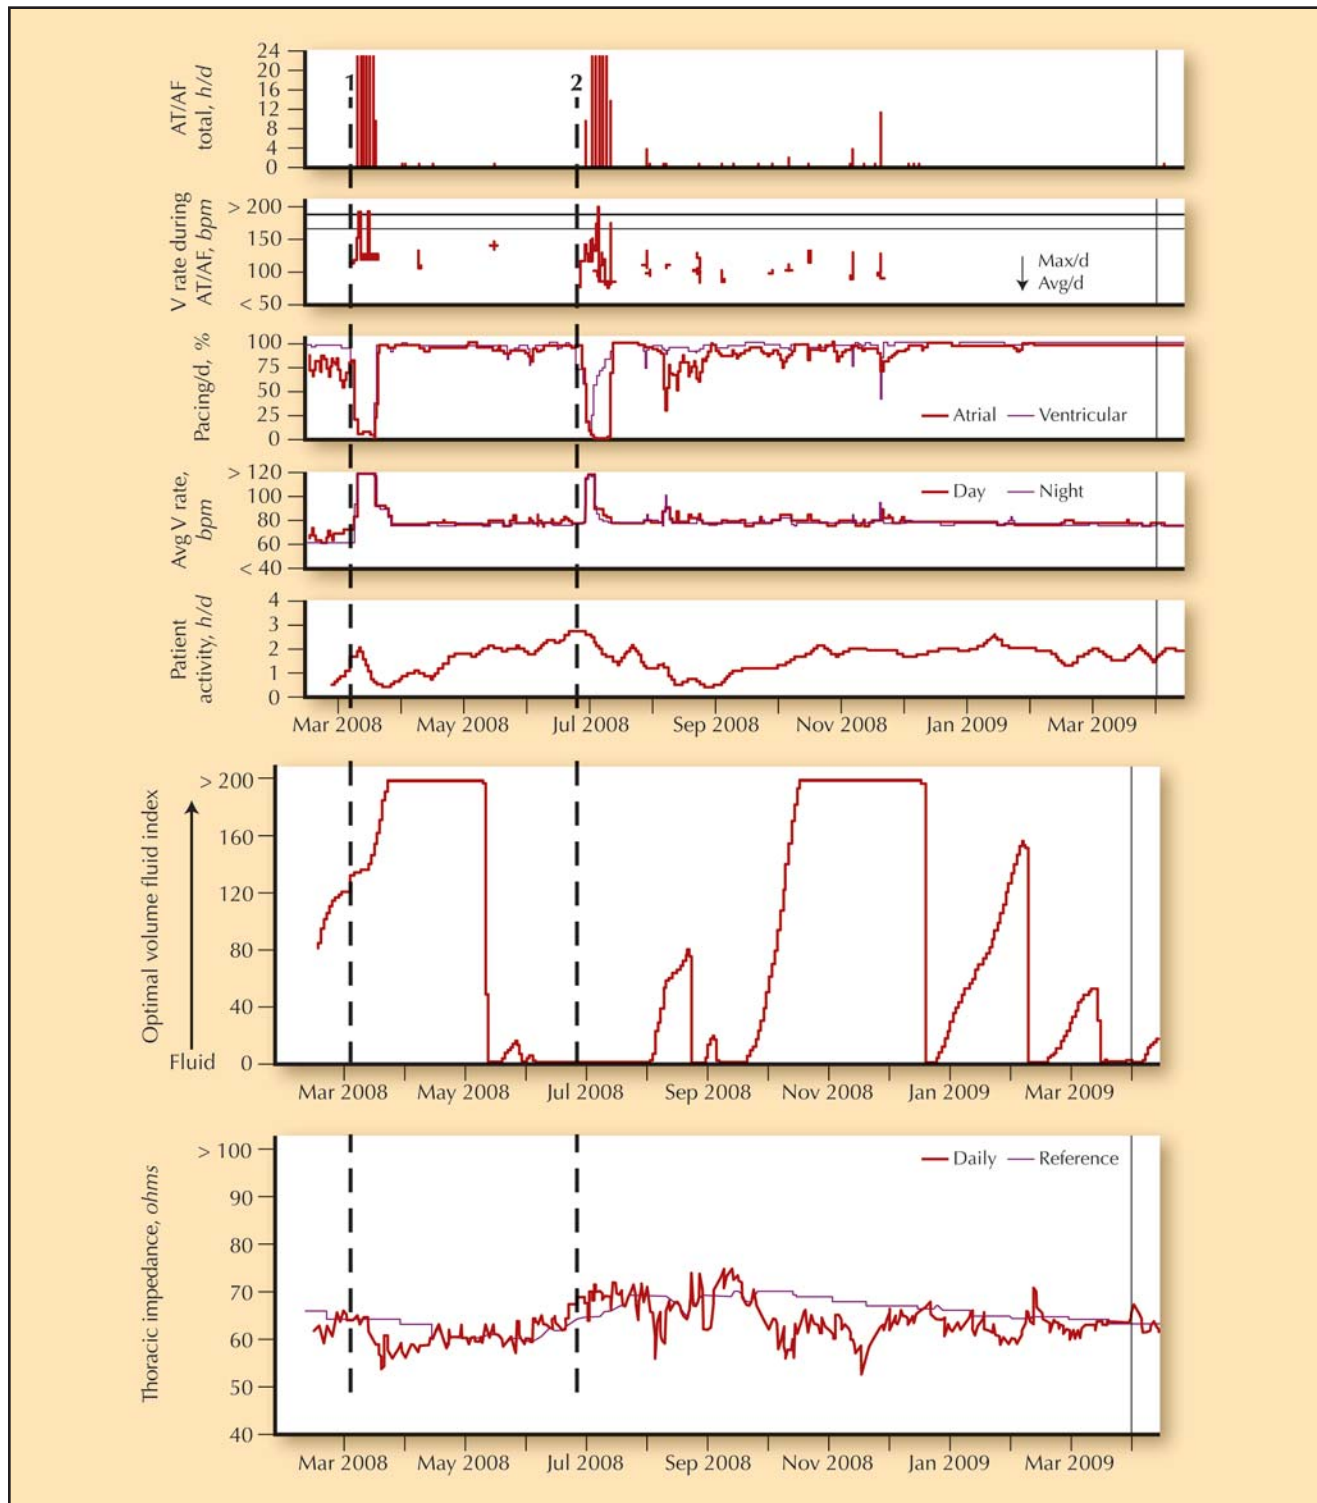 AT/AF
total, h/d
24
20
16
12
8
4
0
1
2
V rate during
AT/AF, bpm
> 200
150
100
< 50
Max/d
Avg/d
Pacing/d, %
100
75
50
25
0
Atrial
Ventricular
Avg V rate,
bpm
> 120
100
80
60
< 40
Day
Night
Patient
activity, h/d
4
3
2
1
0
Mar 2008 May 2008 Jul 2008 Sep 2008 Nov 2008 Jan 2009 Mar 2009
Optimal volume fluid index
Fluid
> 200
160
120
80
40
0
Mar 2008 May 2008 Jul 2008 Sep 2008 Nov 2008 Jan 2009 Mar 2009
Thoracic impedance, ohms
> 100
90
80
70
60
50
40
Daily
Reference
Mar 2008 May 2008 Jul 2008 Sep 2008 Nov 2008 Jan 2009 Mar 2009